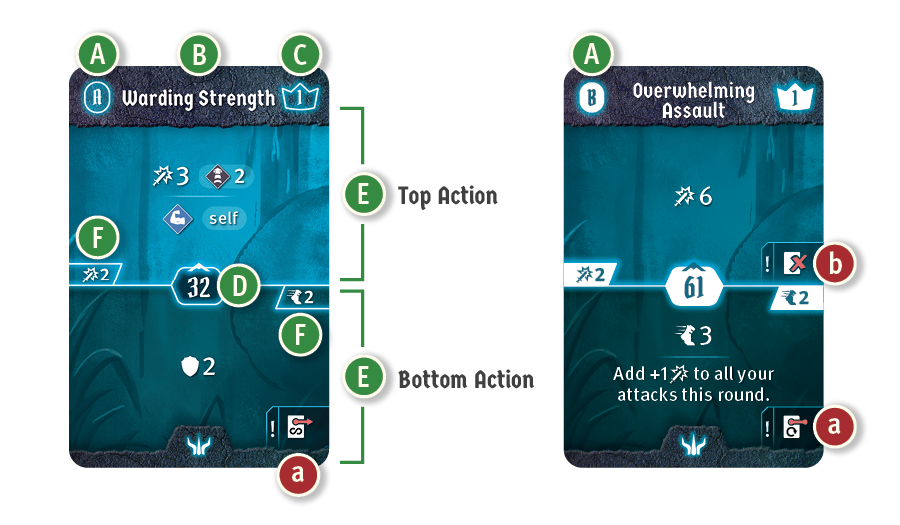 A
B
C
A
Warding Strength
1
3
2
self
E
Top Action
F
2
32
D
2
F
2
E
Bottom Action
!
a
A
B
Overwhelming
Assault
1
6
!
b
2
61
2
3
Add +1 to all your
attacks this round.
!
a